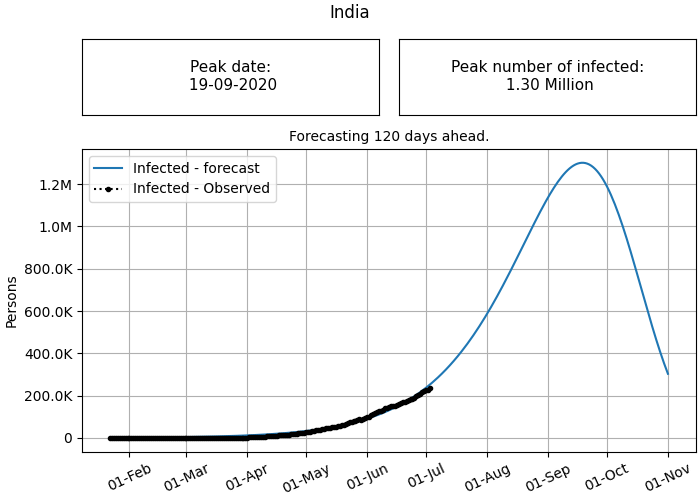 India
Peak date:
19-09-2020
Peak number of infected:
1.30 Million
Forecasting 120 days ahead.
Infected - forecast
Infected - Observed
1.2M
1.0M
800.0K
600.0K
400.0K
200.0K
0
Persons
01-Feb
01-Mar
01-Apr
01-May
01-Jun
01-Jul
01-Aug
01-Sep
01-Oct
01-Nov